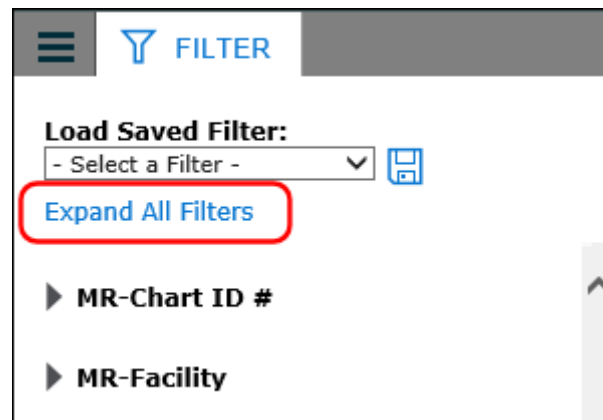 FILTER
Load Saved Filter:
- Select a Filter -
Expand All Filters
MR-Chart ID #
MR-Facility